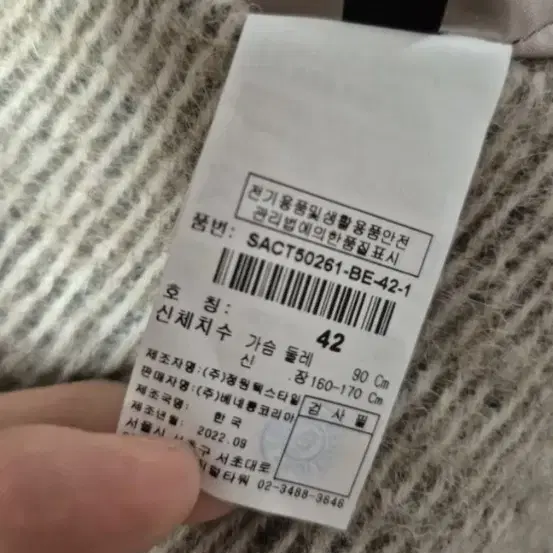 전기용품및생활용품안전
관리법에의한품질표시
품번: SACT50261-BE-42-1
호 칭: 42
신체치수 가슴 둘레 90 Cm
신 장 160-170 Cm
제조자명:(주)정원텍스타일
판매자명:(주)베네통코리아
제조국명: 한국
제조년월: 2022.09
검 사 필
서울시 서초구 서초대로
02-3488-3646